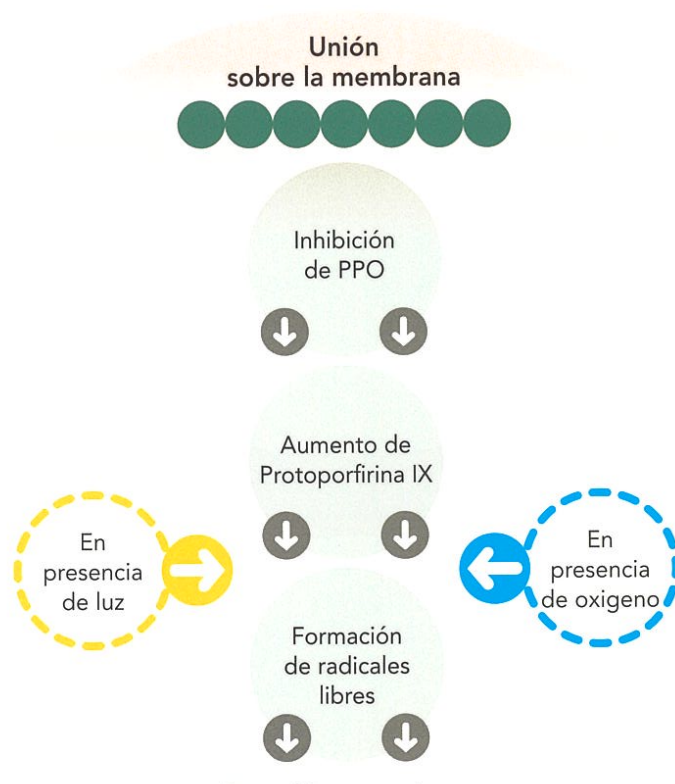 Unión
sobre la membrana
Inhibición
de PPO
Aumento de
Protoporfirina IX
En
presencia
de luz
En
presencia
de oxigeno
Formación
de radicales
libres